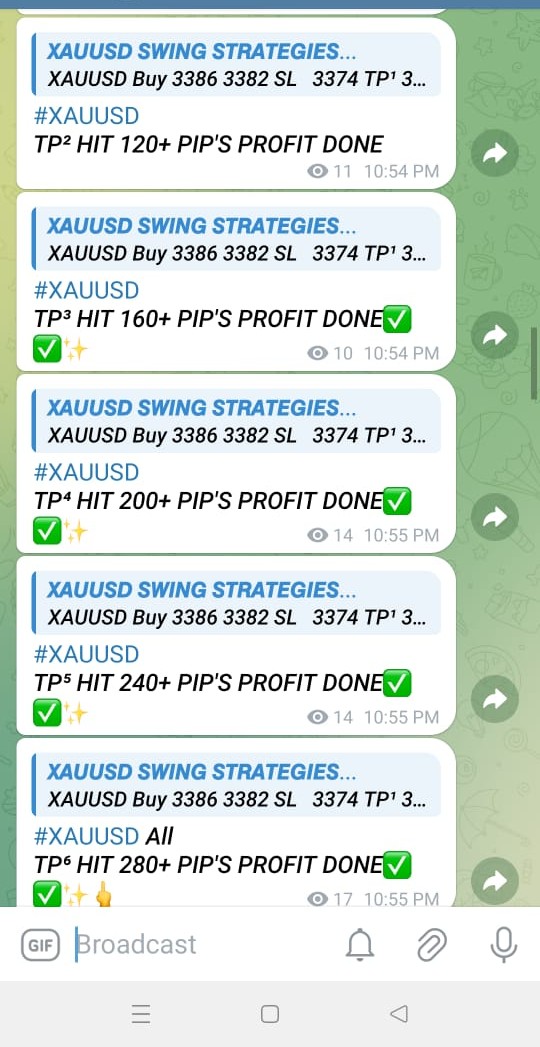 XAUUSD SWING STRATEGIES...
XAUUSD Buy 3386 3382 SL 3374 TP¹ 3...
#XAUUSD
TP² HIT 120+ PIP'S PROFIT DONE
11 10:54 PM
XAUUSD SWING STRATEGIES...
XAUUSD Buy 3386 3382 SL 3374 TP¹ 3...
#XAUUSD
TP³ HIT 160+ PIP'S PROFIT DONE✅
✅✨
10 10:54 PM
XAUUSD SWING STRATEGIES...
XAUUSD Buy 3386 3382 SL 3374 TP¹ 3...
#XAUUSD
TP⁴ HIT 200+ PIP'S PROFIT DONE✅
✅✨
14 10:55 PM
XAUUSD SWING STRATEGIES...
XAUUSD Buy 3386 3382 SL 3374 TP¹ 3...
#XAUUSD
TP⁵ HIT 240+ PIP'S PROFIT DONE✅
✅✨
14 10:55 PM
XAUUSD SWING STRATEGIES...
XAUUSD Buy 3386 3382 SL 3374 TP¹ 3...
#XAUUSD All
TP⁶ HIT 280+ PIP'S PROFIT DONE✅
✅✨👆
17 10:55 PM
GIF Broadcast